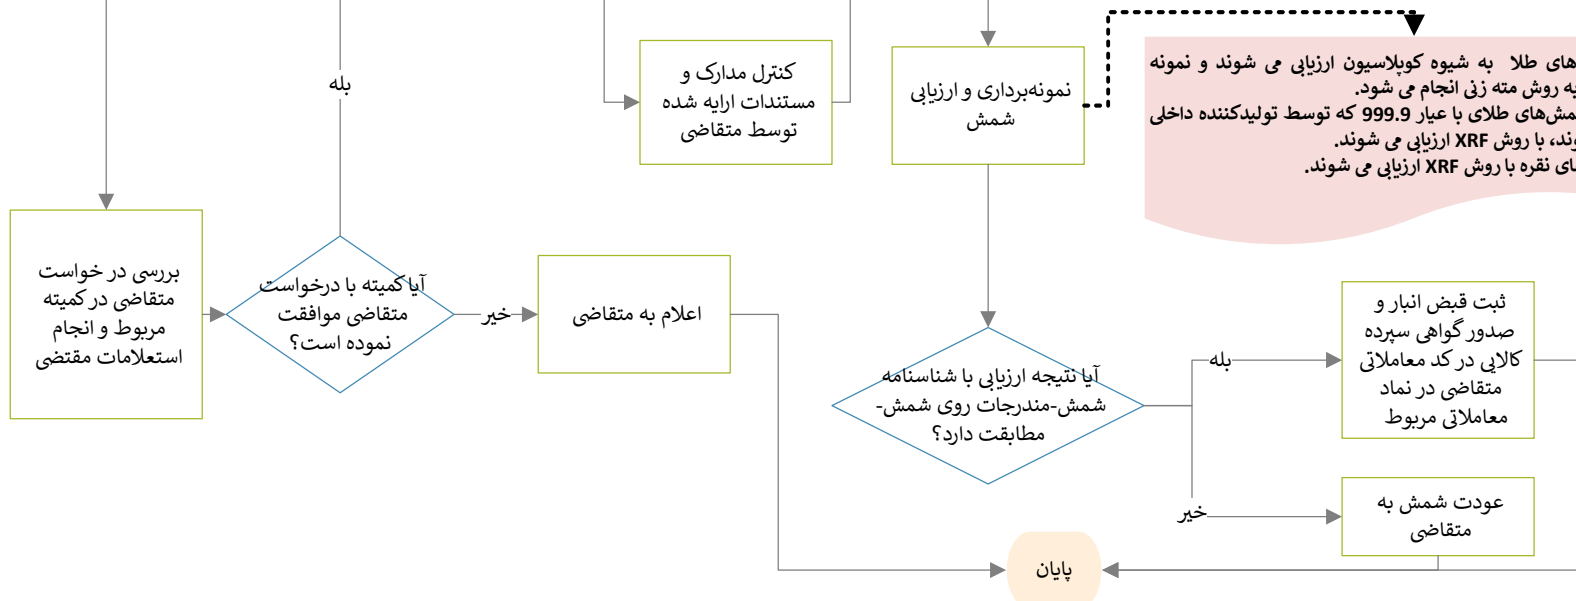 بله
کنترل مدارک و
مستندات ارایه شده
توسط متقاضی
نمونه‌برداری و ارزیابی
شمش
های طلا به شیوه کوپلاسیون ارزیابی می شوند و نمونه
به روش مته زنی انجام می شود.
مش‌های طلای با عیار 999.9 که توسط تولیدکننده داخلی
وند، با روش XRF ارزیابی می شوند.
ای نقره با روش XRF ارزیابی می شوند.
بررسی در خواست
متقاضی در کمیته
مربوط و انجام
استعلامات مقتضی
آیا کمیته با درخواست
متقاضی موافقت
نموده است؟
خیر
اعلام به متقاضی
آیا نتیجه ارزیابی با شناسنامه
شمش-مندرجات روی شمش-
مطابقت دارد؟
بله
ثبت قبض انبار و
صدور گواهی سپرده
کالایی در کد معاملاتی
متقاضی در نماد
معاملاتی مربوط
خیر
عودت شمش به
متقاضی
پایان